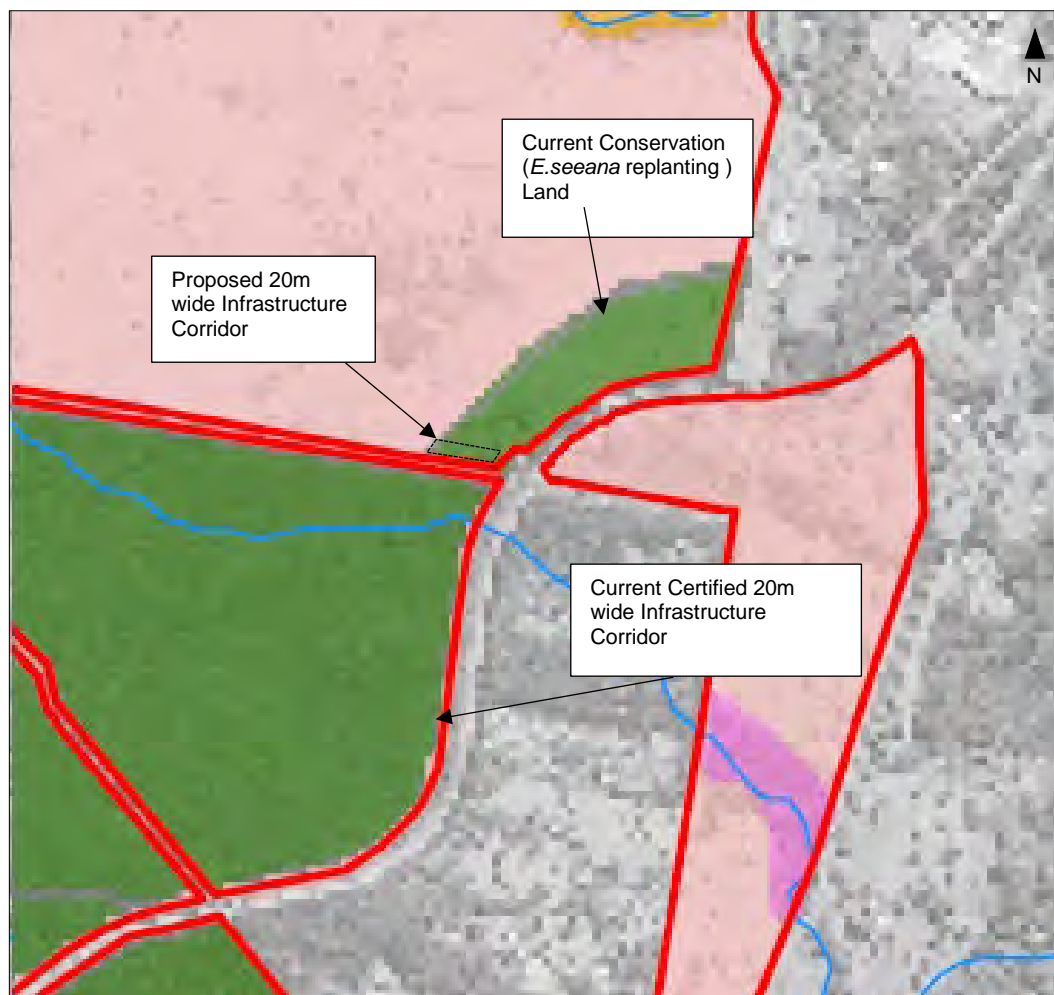 N
Current Conservation
(E.seeana replanting )
Land
Proposed 20m
wide Infrastructure
Corridor
Current Certified 20m
wide Infrastructure
Corridor